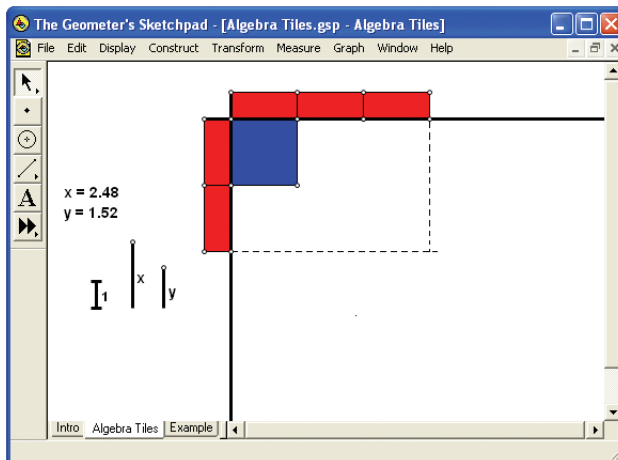 The Geometer's Sketchpad - [Algebra Tiles.gsp - Algebra Tiles]
File Edit Display Construct Transform Measure Graph Window Help
A
x = 2.48
y = 1.52
1
x
y
Intro Algebra Tiles Example